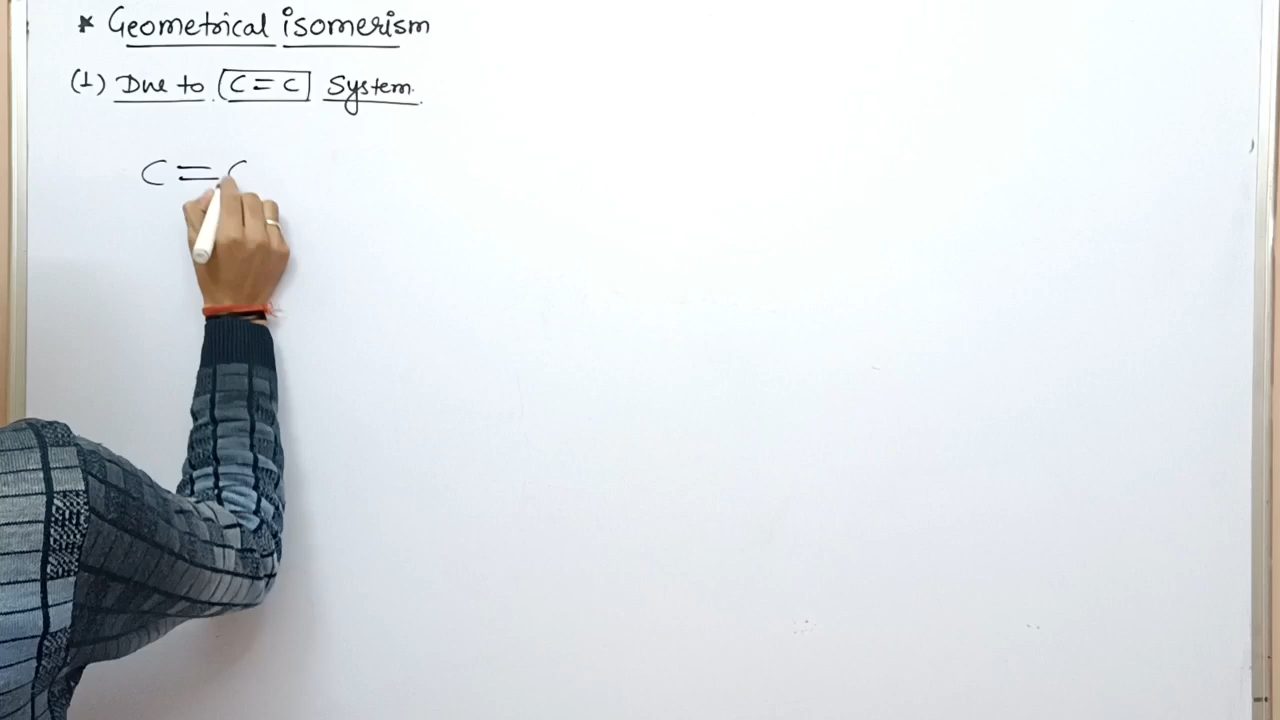 * Geometrical isomerism
(1) Due to C=C System.
C=C